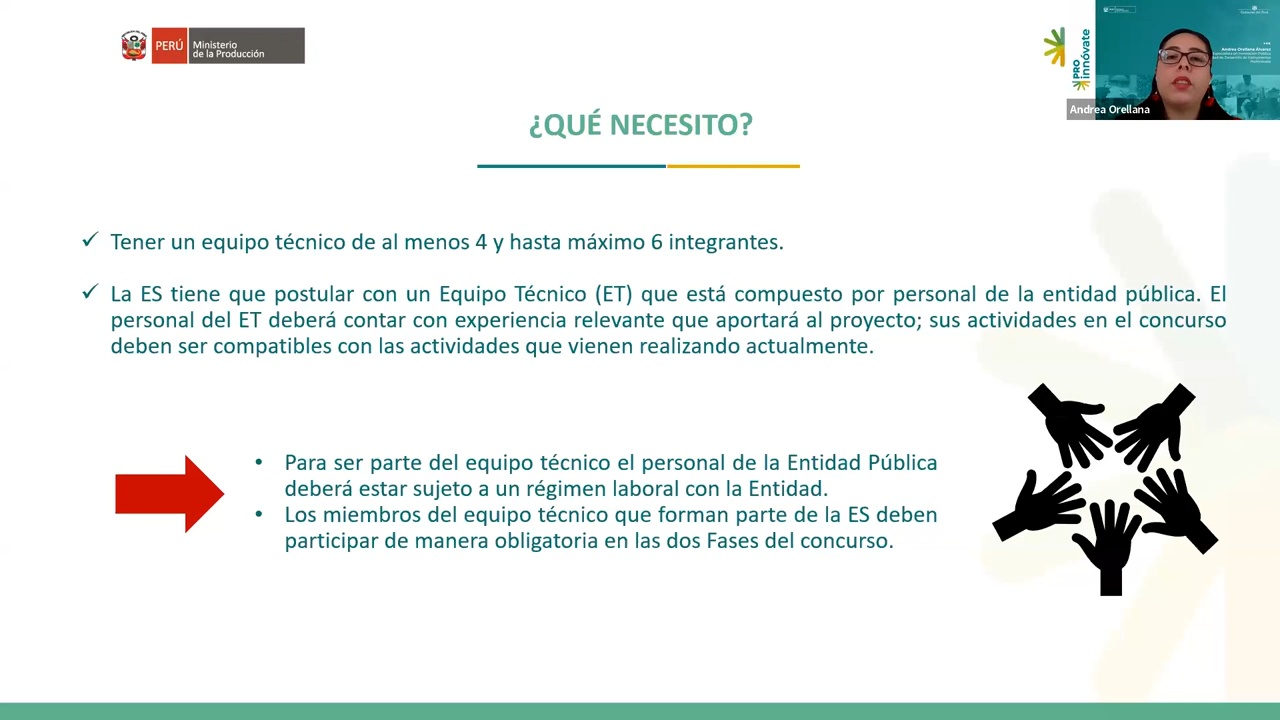 PERÚ
Ministerio
de la Producción
PRO
innóvate
Andrea Orellana Álvarez
Andrea Orellana
¿QUÉ NECESITO?
✓ Tener un equipo técnico de al menos 4 y hasta máximo 6 integrantes.
✓ La ES tiene que postular con un Equipo Técnico (ET) que está compuesto por personal de la entidad pública. El
personal del ET deberá contar con experiencia relevante que aportará al proyecto; sus actividades en el concurso
deben ser compatibles con las actividades que vienen realizando actualmente.
• Para ser parte del equipo técnico el personal de la Entidad Pública
deberá estar sujeto a un régimen laboral con la Entidad.
• Los miembros del equipo técnico que forman parte de la ES deben
participar de manera obligatoria en las dos Fases del concurso.